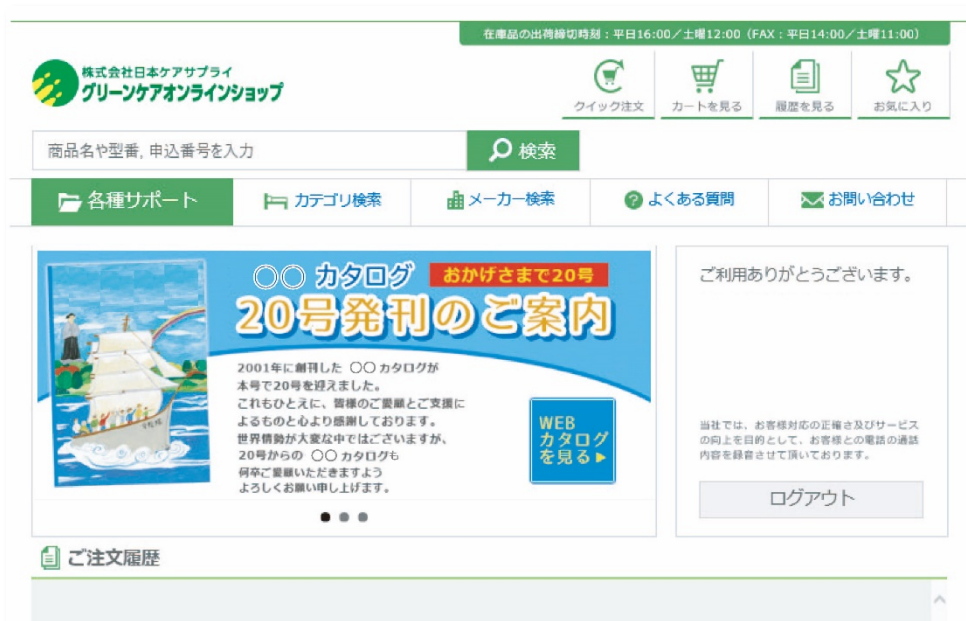 在庫品の出荷締切時刻:平日16:00/土曜12:00(FAX:平日14:00/土曜11:00)
株式会社日本ケアサプライ
グリーンケアオンラインショップ
クイック注文
カートを見る
履歴を見る
お気に入り
商品名や型番, 申込番号を入力
検索
各種サポート
カテゴリ検索
メーカー検索
よくある質問
お問い合わせ
○○ カタログ おかげさまで20号
20号発刊のご案内
2001年に創刊した ○○ カタログが
本号で20号を迎えました。
これもひとえに、皆様のご愛顧とご支援に
よるものと心より感謝しております。
世界情勢が大変な中ではございますが、
20号からの ○○ カタログも
何卒ご愛顧いただきますよう
よろしくお願い申し上げます。
WEB
カタログ
を見る
ご利用ありがとうございます。
当社では、お客様対応の正確さ及びサービス
の向上を目的として、お客様との電話の通話
内容を録音させて頂いております。
ログアウト
ご注文履歴